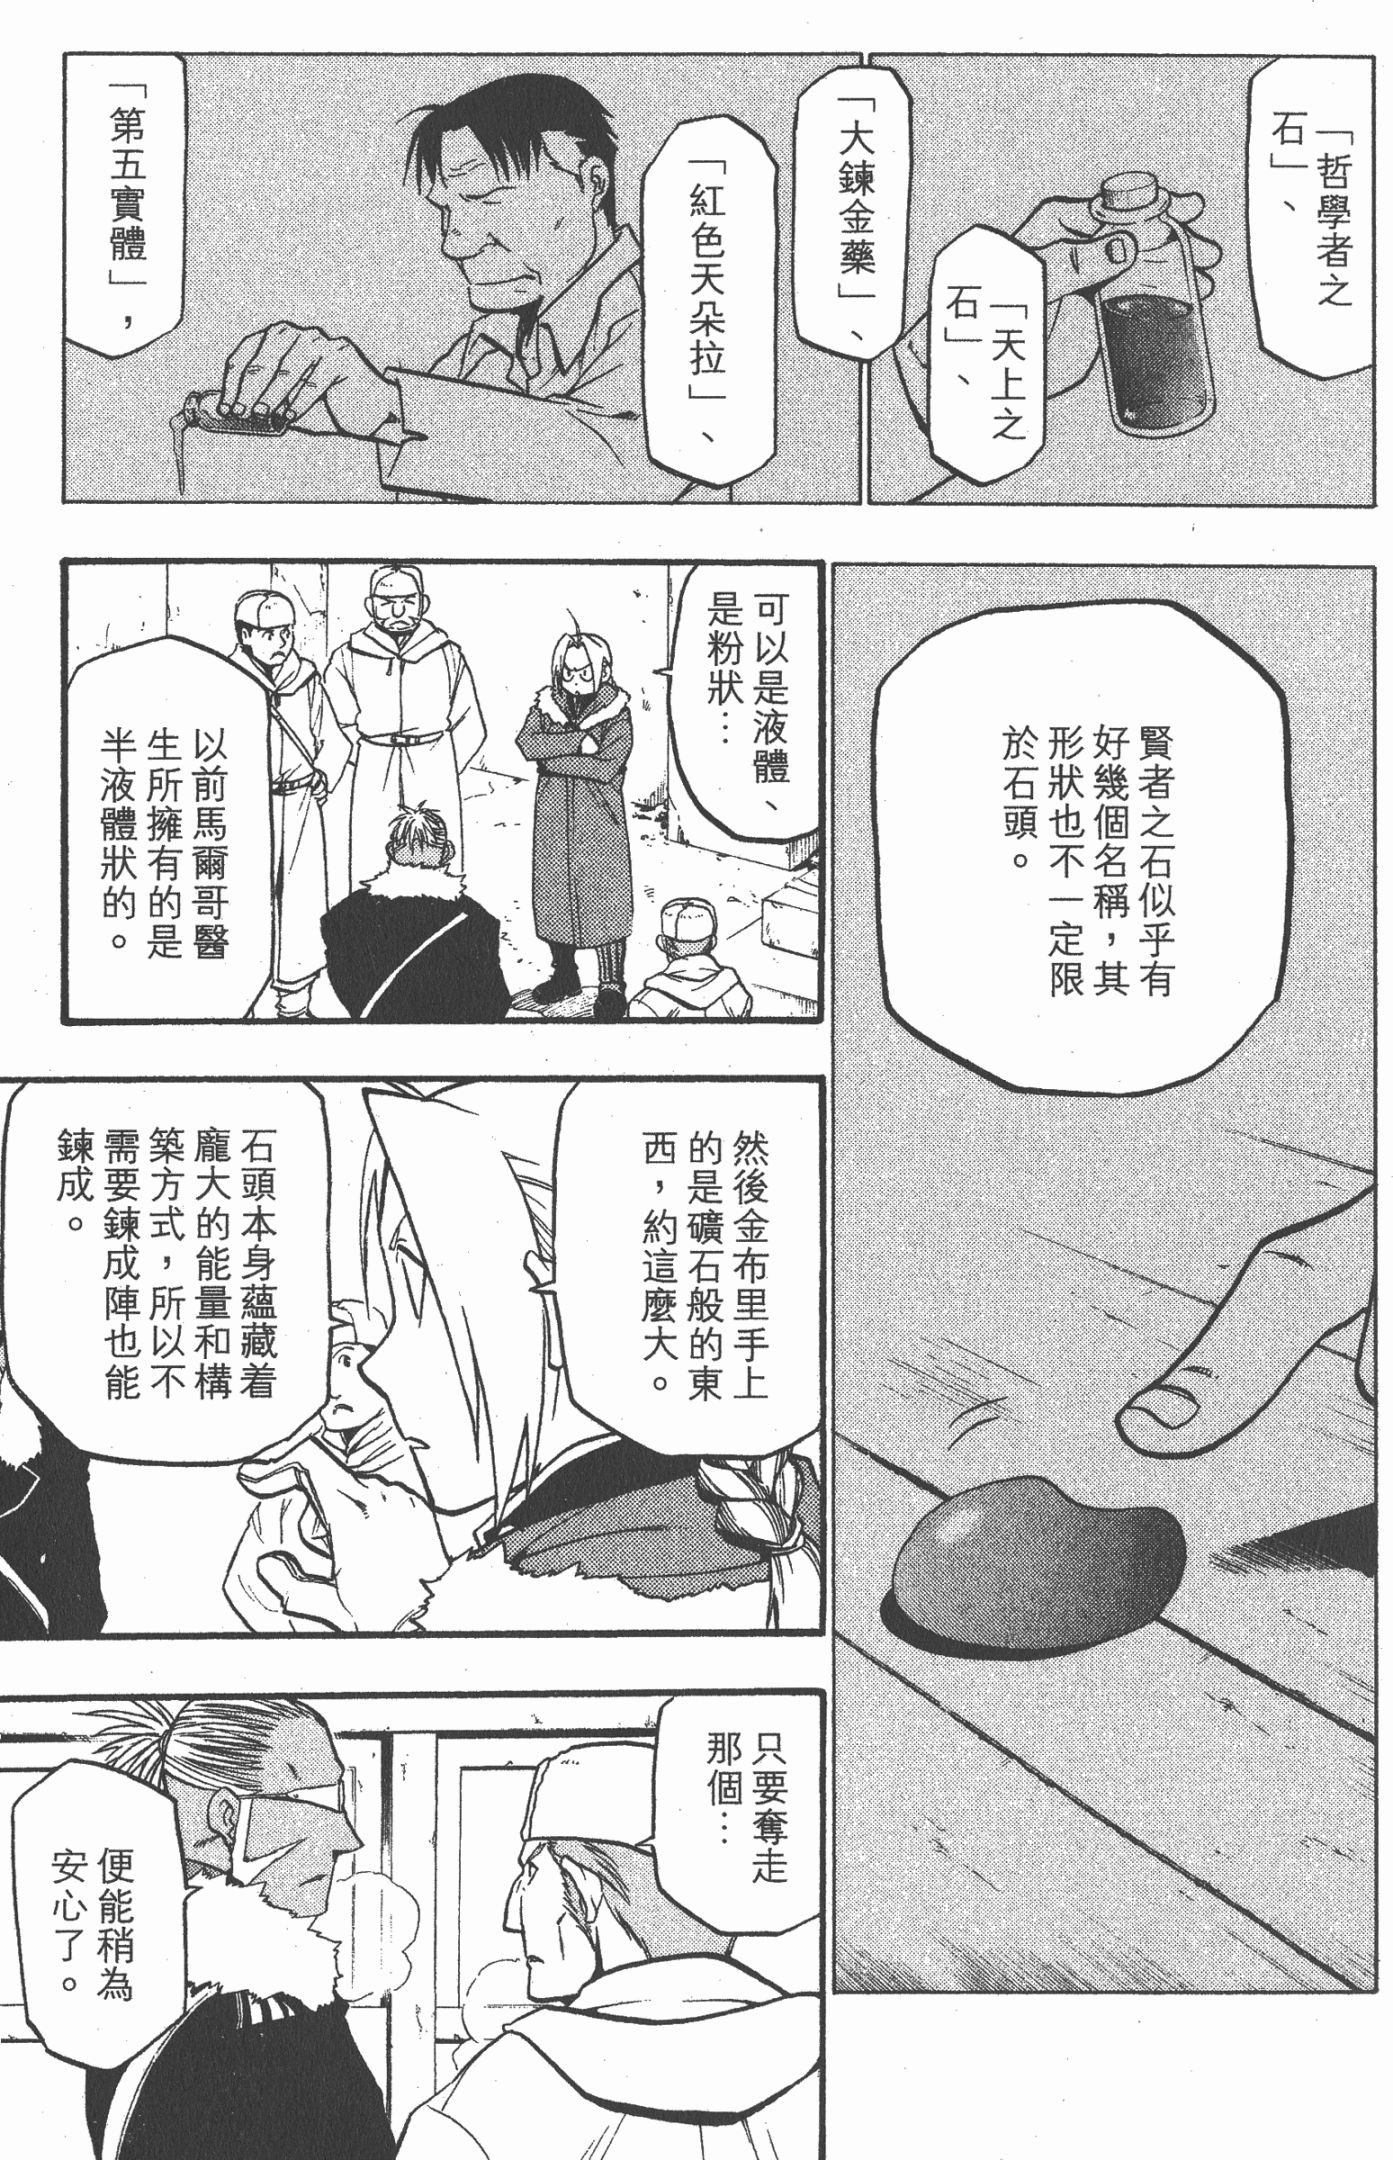 「哲學者之
石」、
「天上之
石」、
「大鍊金藥」、
「紅色天朵拉」、
「第五實體」，
賢者之石似乎有
好幾個名稱，其
形狀也不一定限
於石頭。
可以是液體、
是粉狀…
以前馬爾哥醫
生所擁有的是
半液體狀的。
然後金布里手上
的是礦石般的東
西，約這麼大。
石頭本身蘊藏着
龐大的能量和構
築方式，所以不
需要鍊成陣也能
鍊成。
只要奪走
那個…
便能稍為
安心了。